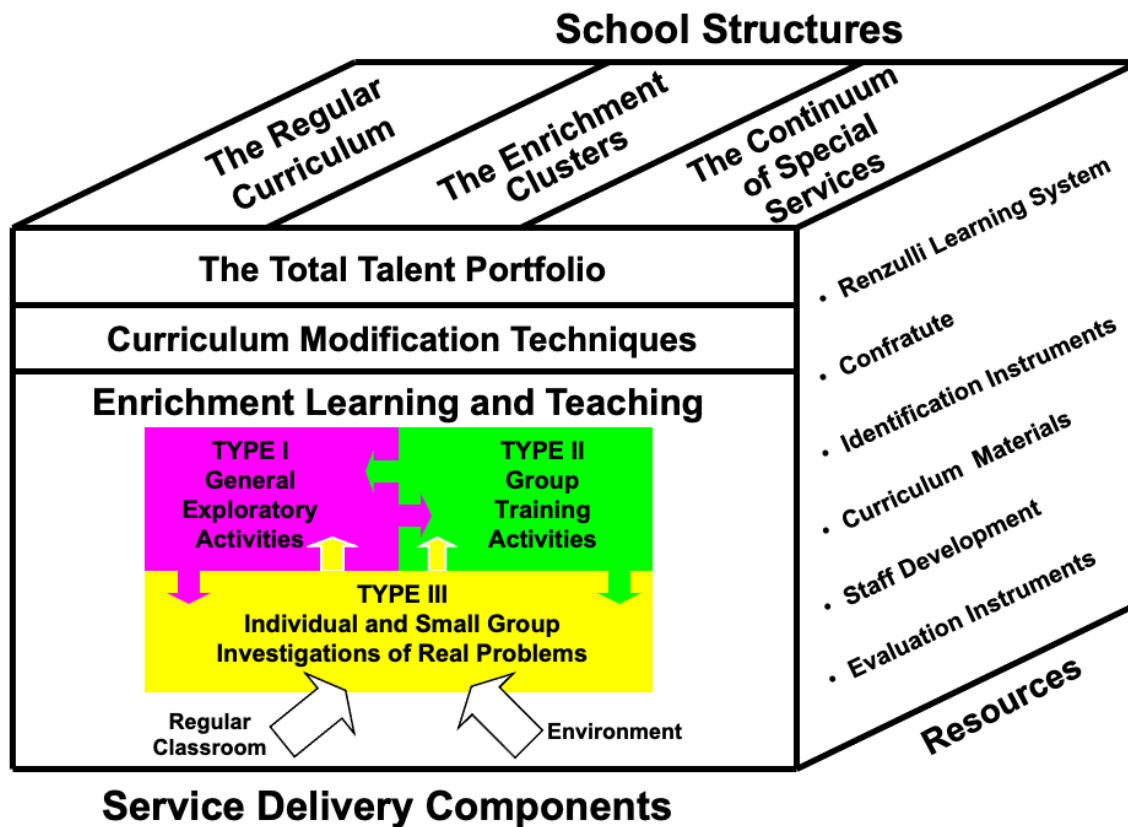 School Structures
The Regular
Curriculum
The Enrichment
Clusters
The Continuum
of Special
Services
The Total Talent Portfolio
Curriculum Modification Techniques
Enrichment Learning and Teaching
TYPE I
General
Exploratory
Activities
TYPE II
Group
Training
Activities
TYPE III
Individual and Small Group
Investigations of Real Problems
Regular
Classroom
Environment
• Renzulli Learning System
• Confratute
• Identification Instruments
• Curriculum Materials
• Staff Development
• Evaluation Instruments
Resources
Service Delivery Components